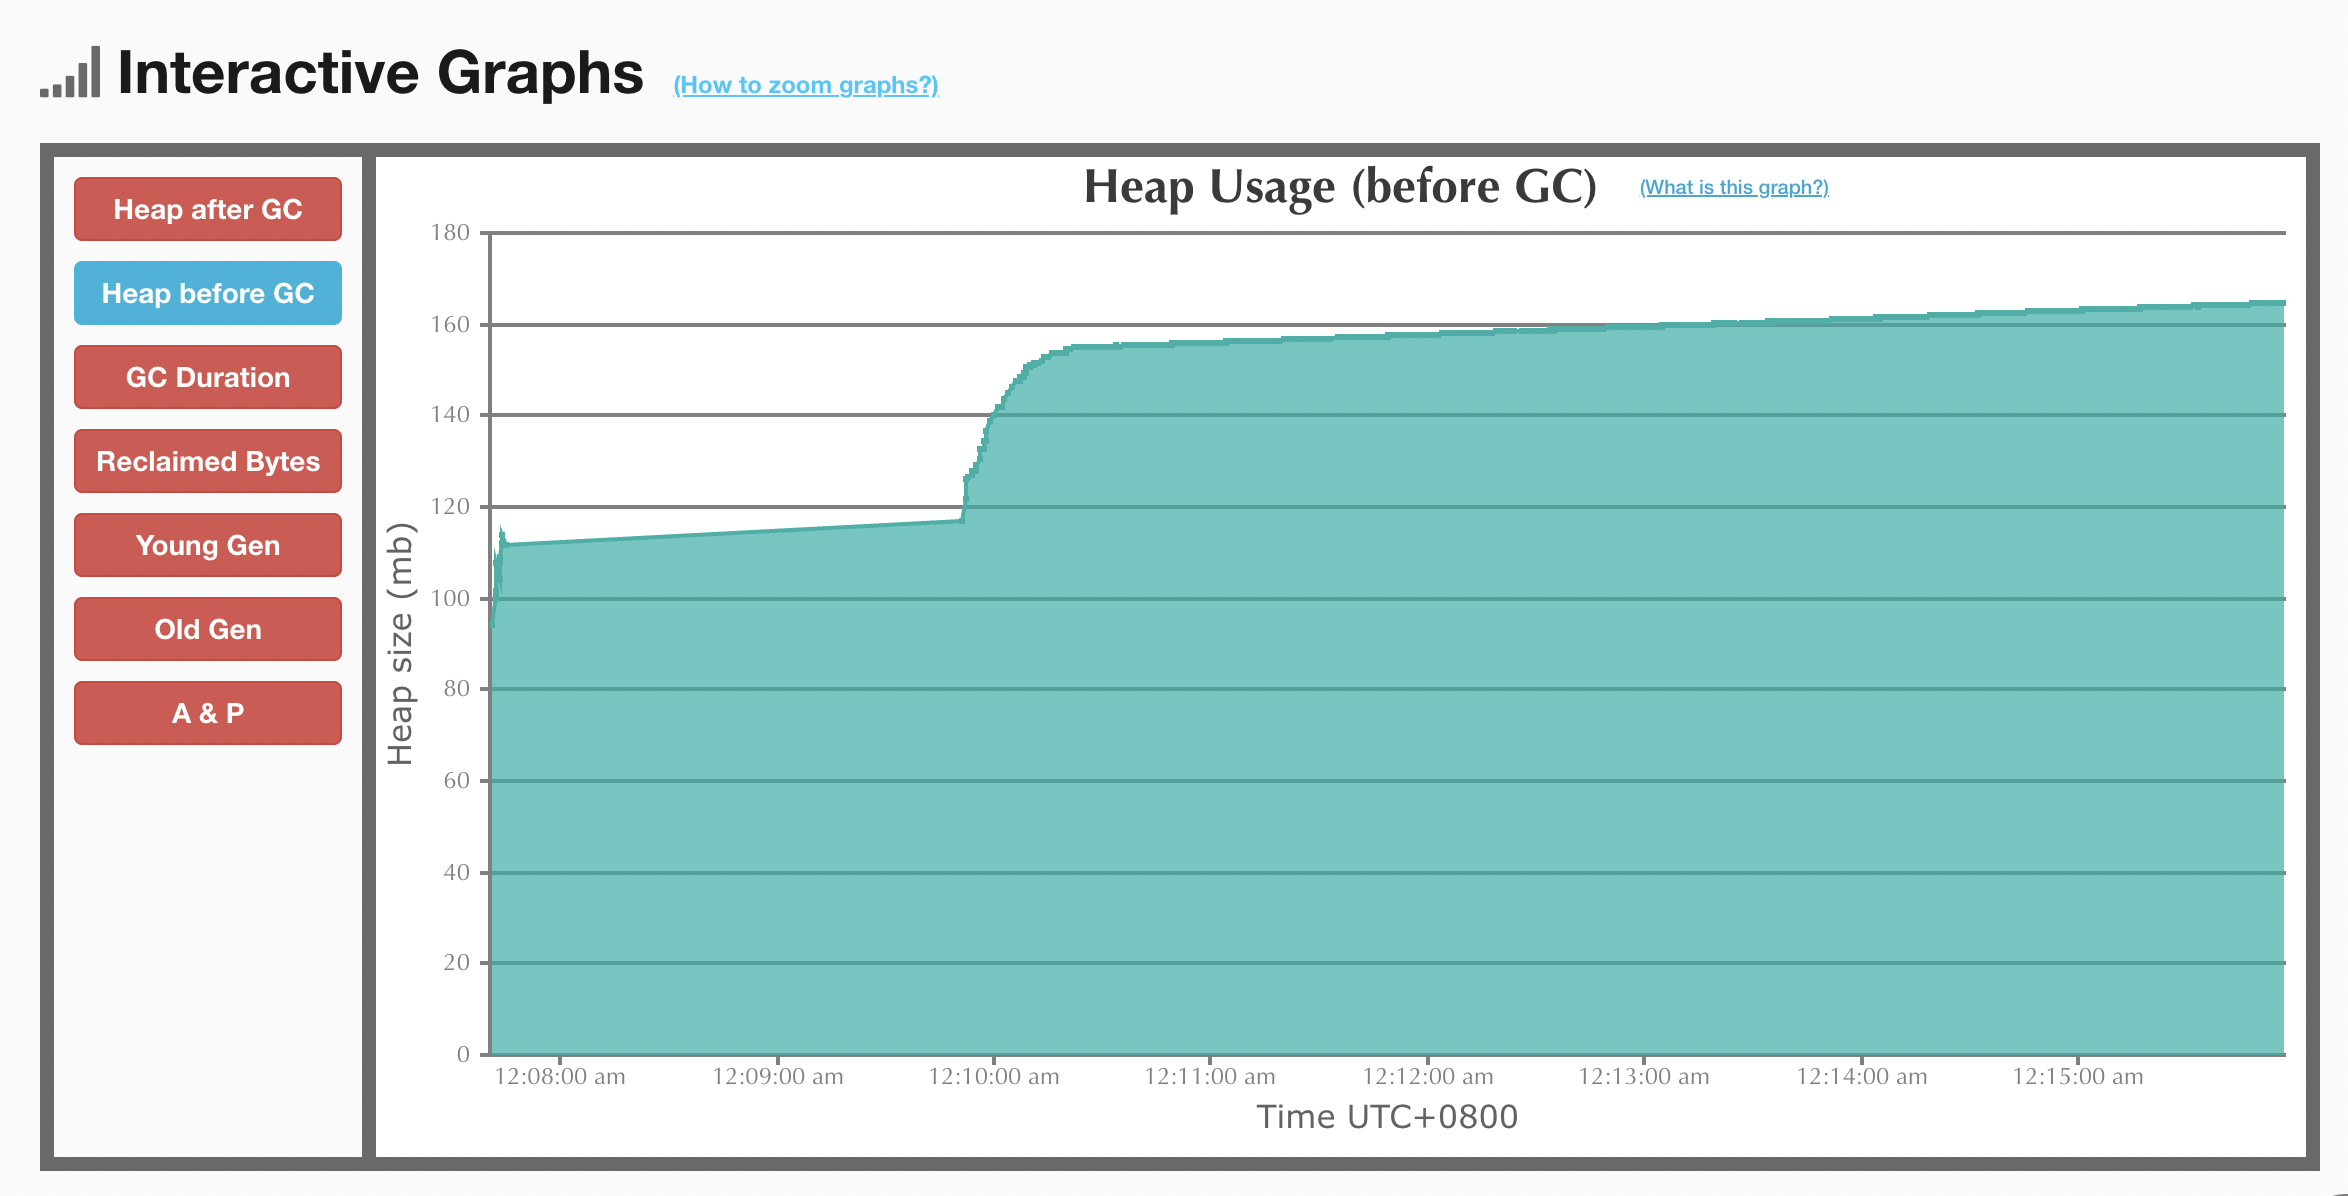 Interactive Graphs (How to zoom graphs?)
Heap after GC
Heap before GC
GC Duration
Reclaimed Bytes
Young Gen
Old Gen
A & P
Heap Usage (before GC) (What is this graph?)
Heap size (mb)
180
160
140
120
100
80
60
40
20
0
12:08:00 am 12:09:00 am 12:10:00 am 12:11:00 am 12:12:00 am 12:13:00 am 12:14:00 am 12:15:00 am
Time UTC+0800